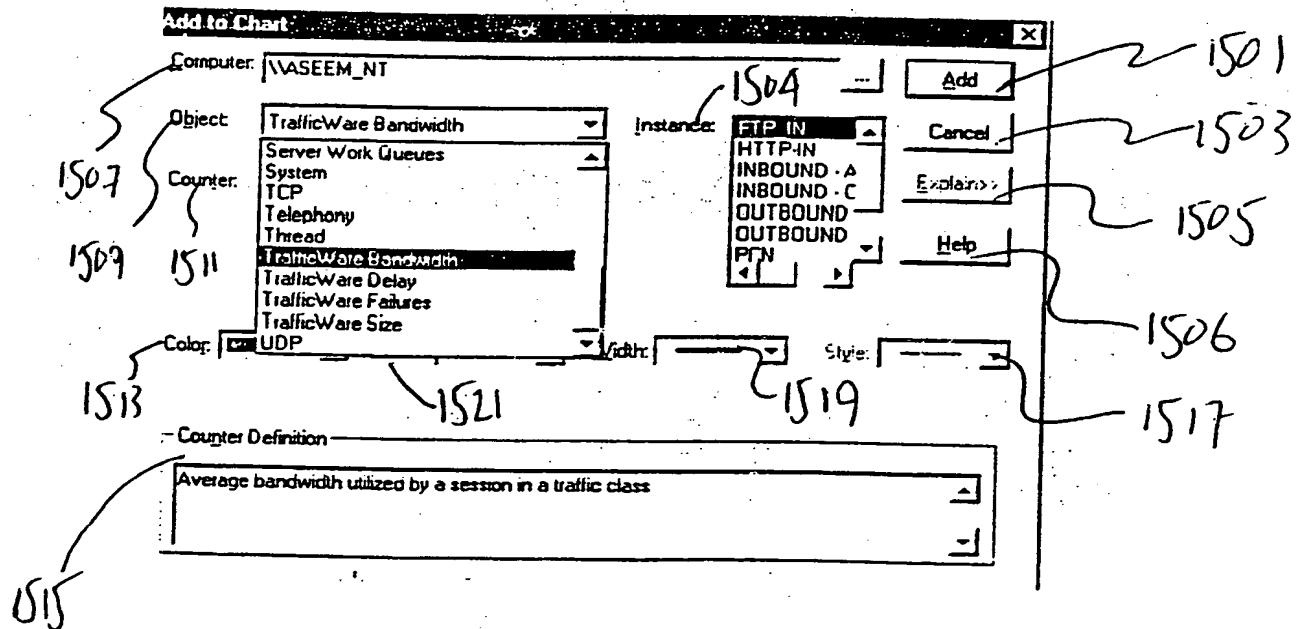 Add to Chart
Computer: \\ASEEM_NT ... Add 1501
1504
Object: TrafficWare Bandwidth Instance: FTP_IN Cancel 1503
Server Work Queues HTTP-IN
System INBOUND - A
Counter: TCP INBOUND - C Explain>> 1505
1507
Telephony OUTBOUND
Thread OUTBOUND Help
1509 1511 TrafficWare Bandwidth PCN
TrafficWare Delay
TrafficWare Failures
TrafficWare Size 1506
Color: UDP Width: Style:
1513 1521 1519 1517
Counter Definition
Average bandwidth utilized by a session in a traffic class
1515